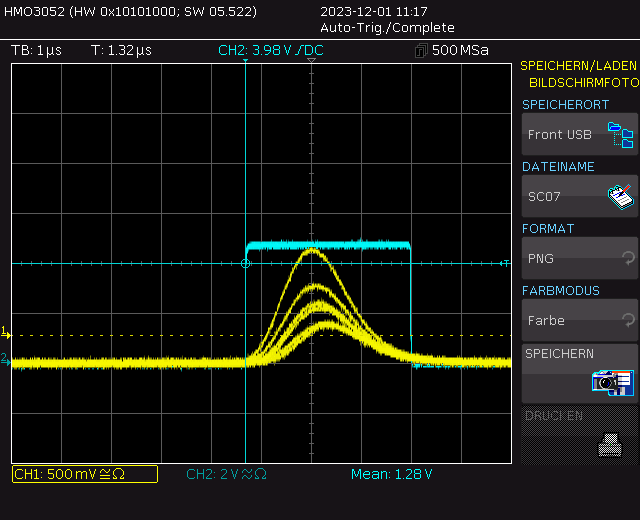 HMO3052 (HW 0x10101000; SW 05.522)
2023-12-01 11:17
Auto-Trig./Complete
TB: 1µs
T: 1.32µs
CH2: 3.98 V / DC
500 MSa
SPEICHERN/LADEN
BILDSCHIRMFOTO
SPEICHERORT
Front USB
DATEINAME
SC07
FORMAT
PNG
FARBMODUS
Farbe
SPEICHERN
DRUCKEN
T
1
2
CH1: 500 mV ≅ Ω
CH2: 2 V ≈ Ω
Mean: 1.28 V